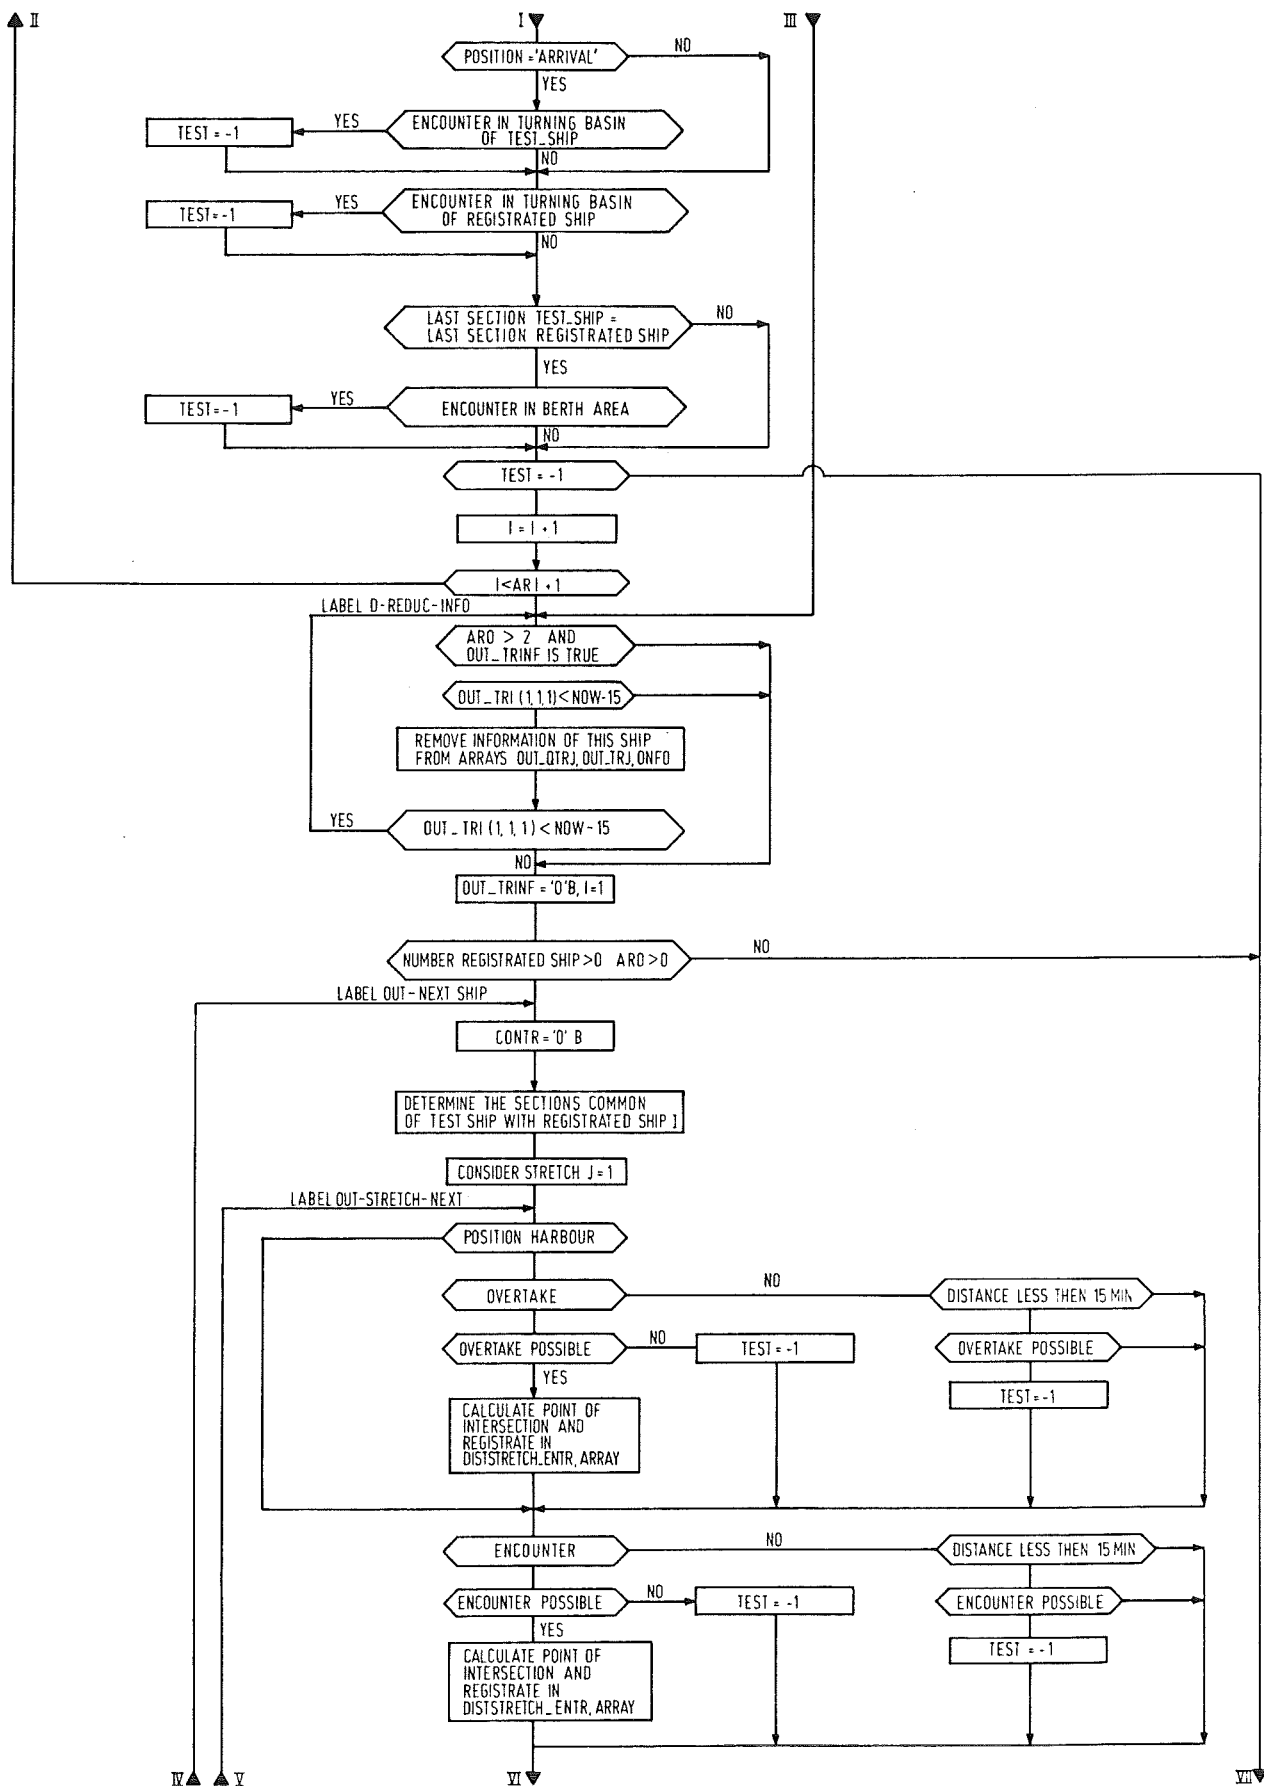 II
I
III
POSITION='ARRIVAL'
NO
YES
ENCOUNTER IN TURNING BASIN
OF TEST_SHIP
YES
TEST = -1
NO
ENCOUNTER IN TURNING BASIN
OF REGISTRATED SHIP
YES
TEST=-1
NO
LAST SECTION TEST_SHIP =
LAST SECTION REGISTRATED SHIP
NO
YES
ENCOUNTER IN BERTH AREA
YES
TEST=-1
NO
TEST = -1
I = I + 1
I<ARI + 1
LABEL D-REDUC-INFO
ARO > 2 AND
OUT_TRINF IS TRUE
OUT_TRI (1,1,1)<NOW-15
REMOVE INFORMATION OF THIS SHIP
FROM ARRAYS OUT_QTRJ, OUT_TRJ, ONFO
OUT_TRI (1, 1, 1) < NOW-15
YES
NO
OUT_TRINF = '0'B, I=1
NUMBER REGISTRATED SHIP>0 ARO>0
NO
LABEL OUT-NEXT SHIP
CONTR='0' B
DETERMINE THE SECTIONS COMMON
OF TEST SHIP WITH REGISTRATED SHIP I
CONSIDER STRETCH J=1
LABEL OUT-STRETCH-NEXT
POSITION HARBOUR
OVERTAKE
NO
DISTANCE LESS THEN 15 MIN
OVERTAKE POSSIBLE
NO
TEST = -1
OVERTAKE POSSIBLE
YES
TEST=-1
CALCULATE POINT OF
INTERSECTION AND
REGISTRATE IN
DISTSTRETCH_ENTR, ARRAY
ENCOUNTER
NO
DISTANCE LESS THEN 15 MIN
ENCOUNTER POSSIBLE
NO
TEST = -1
ENCOUNTER POSSIBLE
YES
TEST = -1
CALCULATE POINT OF
INTERSECTION AND
REGISTRATE IN
DISTSTRETCH_ENTR, ARRAY
IV
V
VI
VII